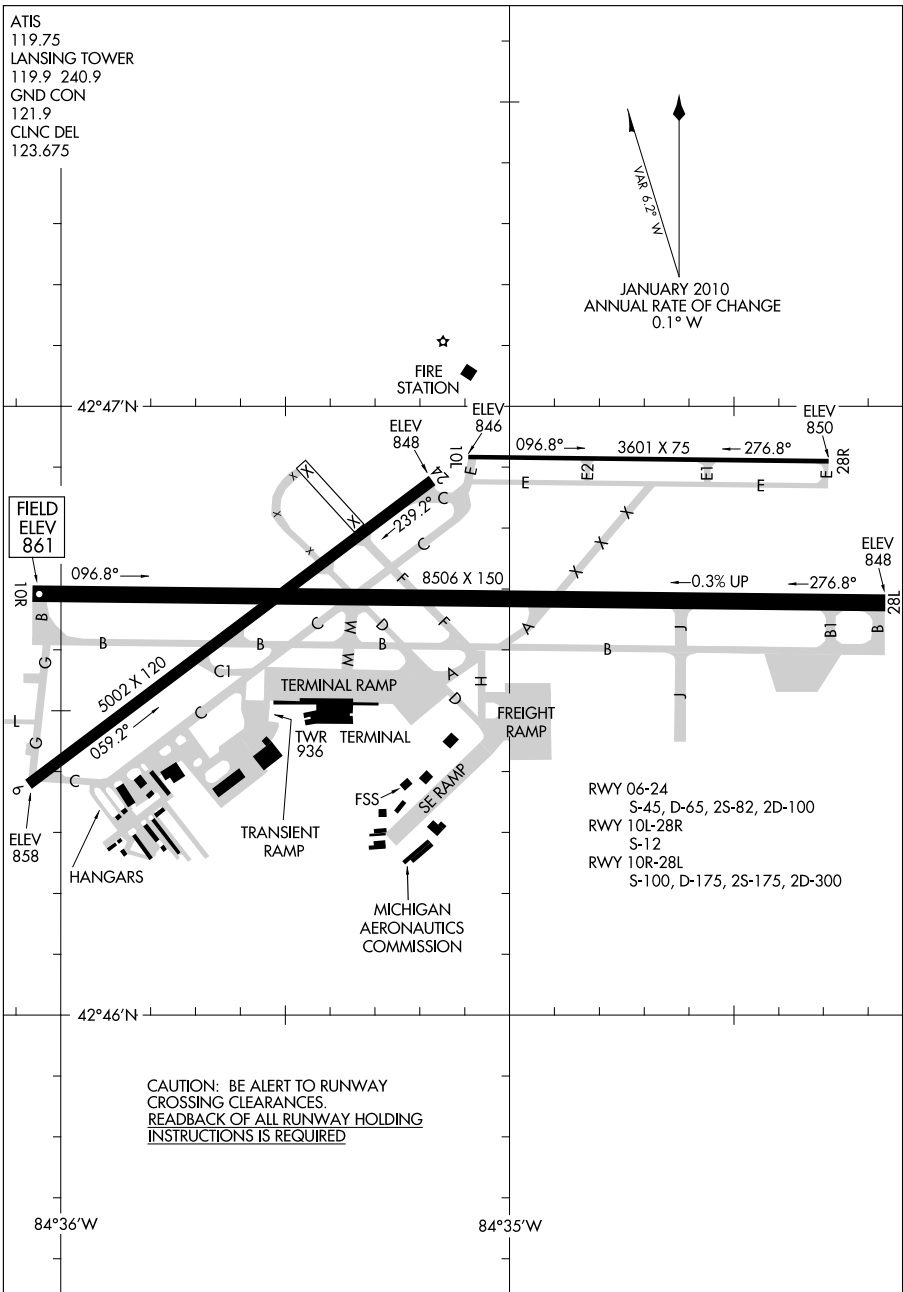 ATIS
119.75
LANSING TOWER
119.9 240.9
GND CON
121.9
CLNC DEL
123.675
VAR 6.2° W
JANUARY 2010
ANNUAL RATE OF CHANGE
0.1° W
FIRE
STATION
42°47'N
ELEV
848
ELEV
846
ELEV
850
10L
096.8°
3601 X 75
276.8°
28R
E
E2
E1
E
E
E
24
C
239.2°
X
X
x
x
x
X
X
X
C
F
FIELD
ELEV
861
10R
096.8°
8506 X 150
0.3% UP
276.8°
ELEV
848
28L
B
B
B
B
B
B1
B
G
G
L
C
W
W
D
F
A
J
J
C1
C
5002 X 120
059.2°
TERMINAL RAMP
A
D
H
FREIGHT
RAMP
TWR
936
TERMINAL
6
C
ELEV
858
HANGARS
TRANSIENT
RAMP
FSS
SE RAMP
MICHIGAN
AERONAUTICS
COMMISSION
RWY 06-24
S-45, D-65, 2S-82, 2D-100
RWY 10L-28R
S-12
RWY 10R-28L
S-100, D-175, 2S-175, 2D-300
42°46'N
CAUTION: BE ALERT TO RUNWAY
CROSSING CLEARANCES.
READBACK OF ALL RUNWAY HOLDING
INSTRUCTIONS IS REQUIRED
84°36'W
84°35'W